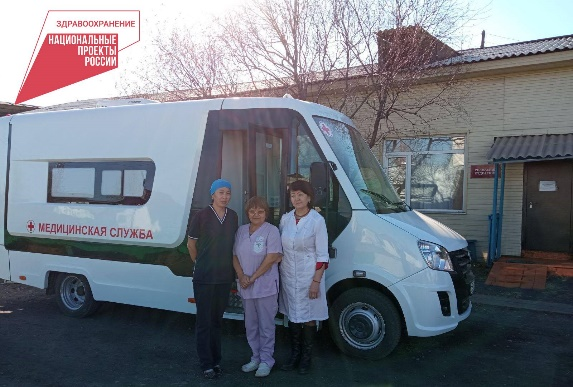 ЗДРАВООХРАНЕНИЕ
НАЦИОНАЛЬНЫЕ
ПРОЕКТЫ
РОССИИ
МЕДИЦИНСКАЯ СЛУЖБА